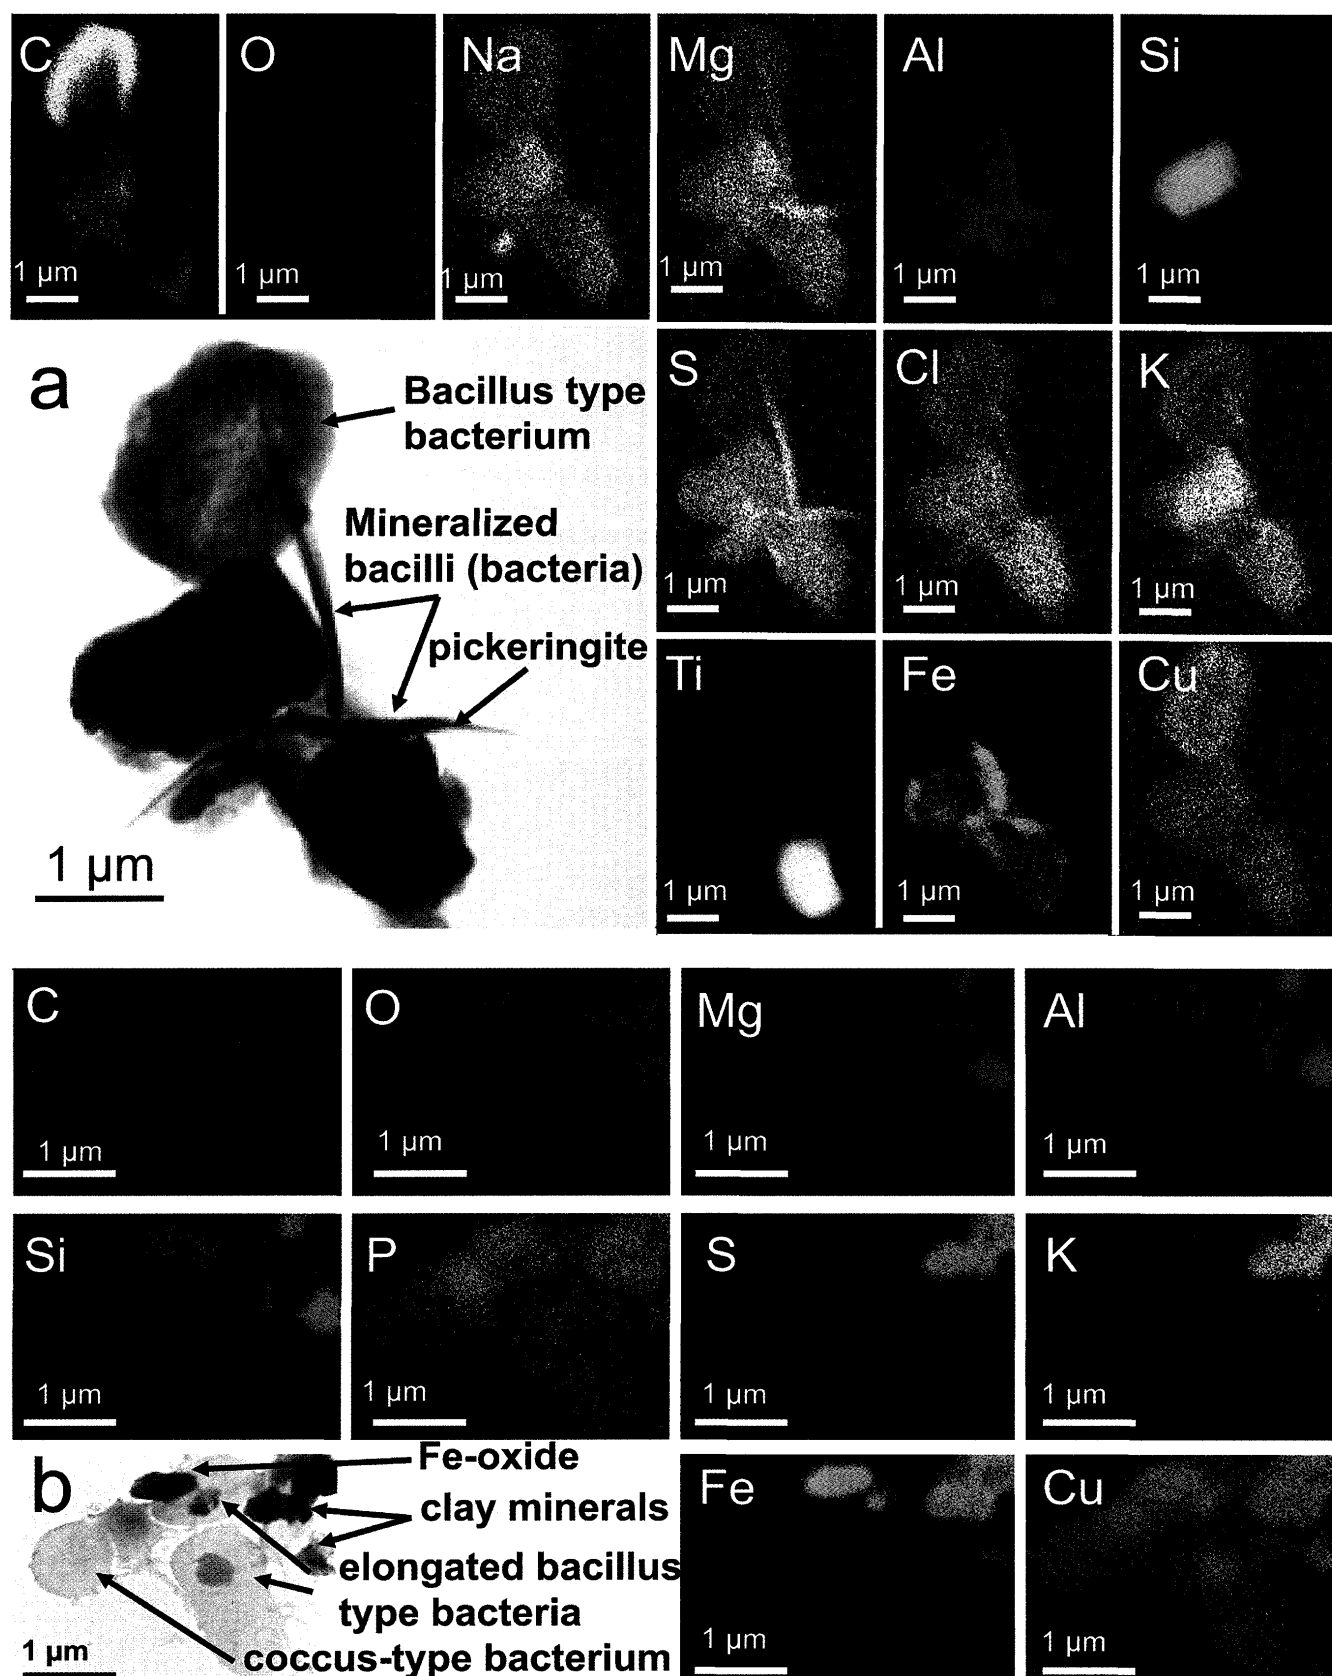 C O Na Mg Al Si
1 µm 1 µm 1 µm 1 µm 1 µm 1 µm
a
Bacillus type
bacterium
Mineralized
bacilli (bacteria)
pickeringite
1 µm
S Cl K
1 µm 1 µm 1 µm
Ti Fe Cu
1 µm 1 µm 1 µm
C O Mg Al
1 µm 1 µm 1 µm 1 µm
Si P S K
1 µm 1 µm 1 µm 1 µm
b
Fe-oxide
clay minerals
elongated bacillus
type bacteria
coccus-type bacterium
1 µm
Fe Cu
1 µm 1 µm